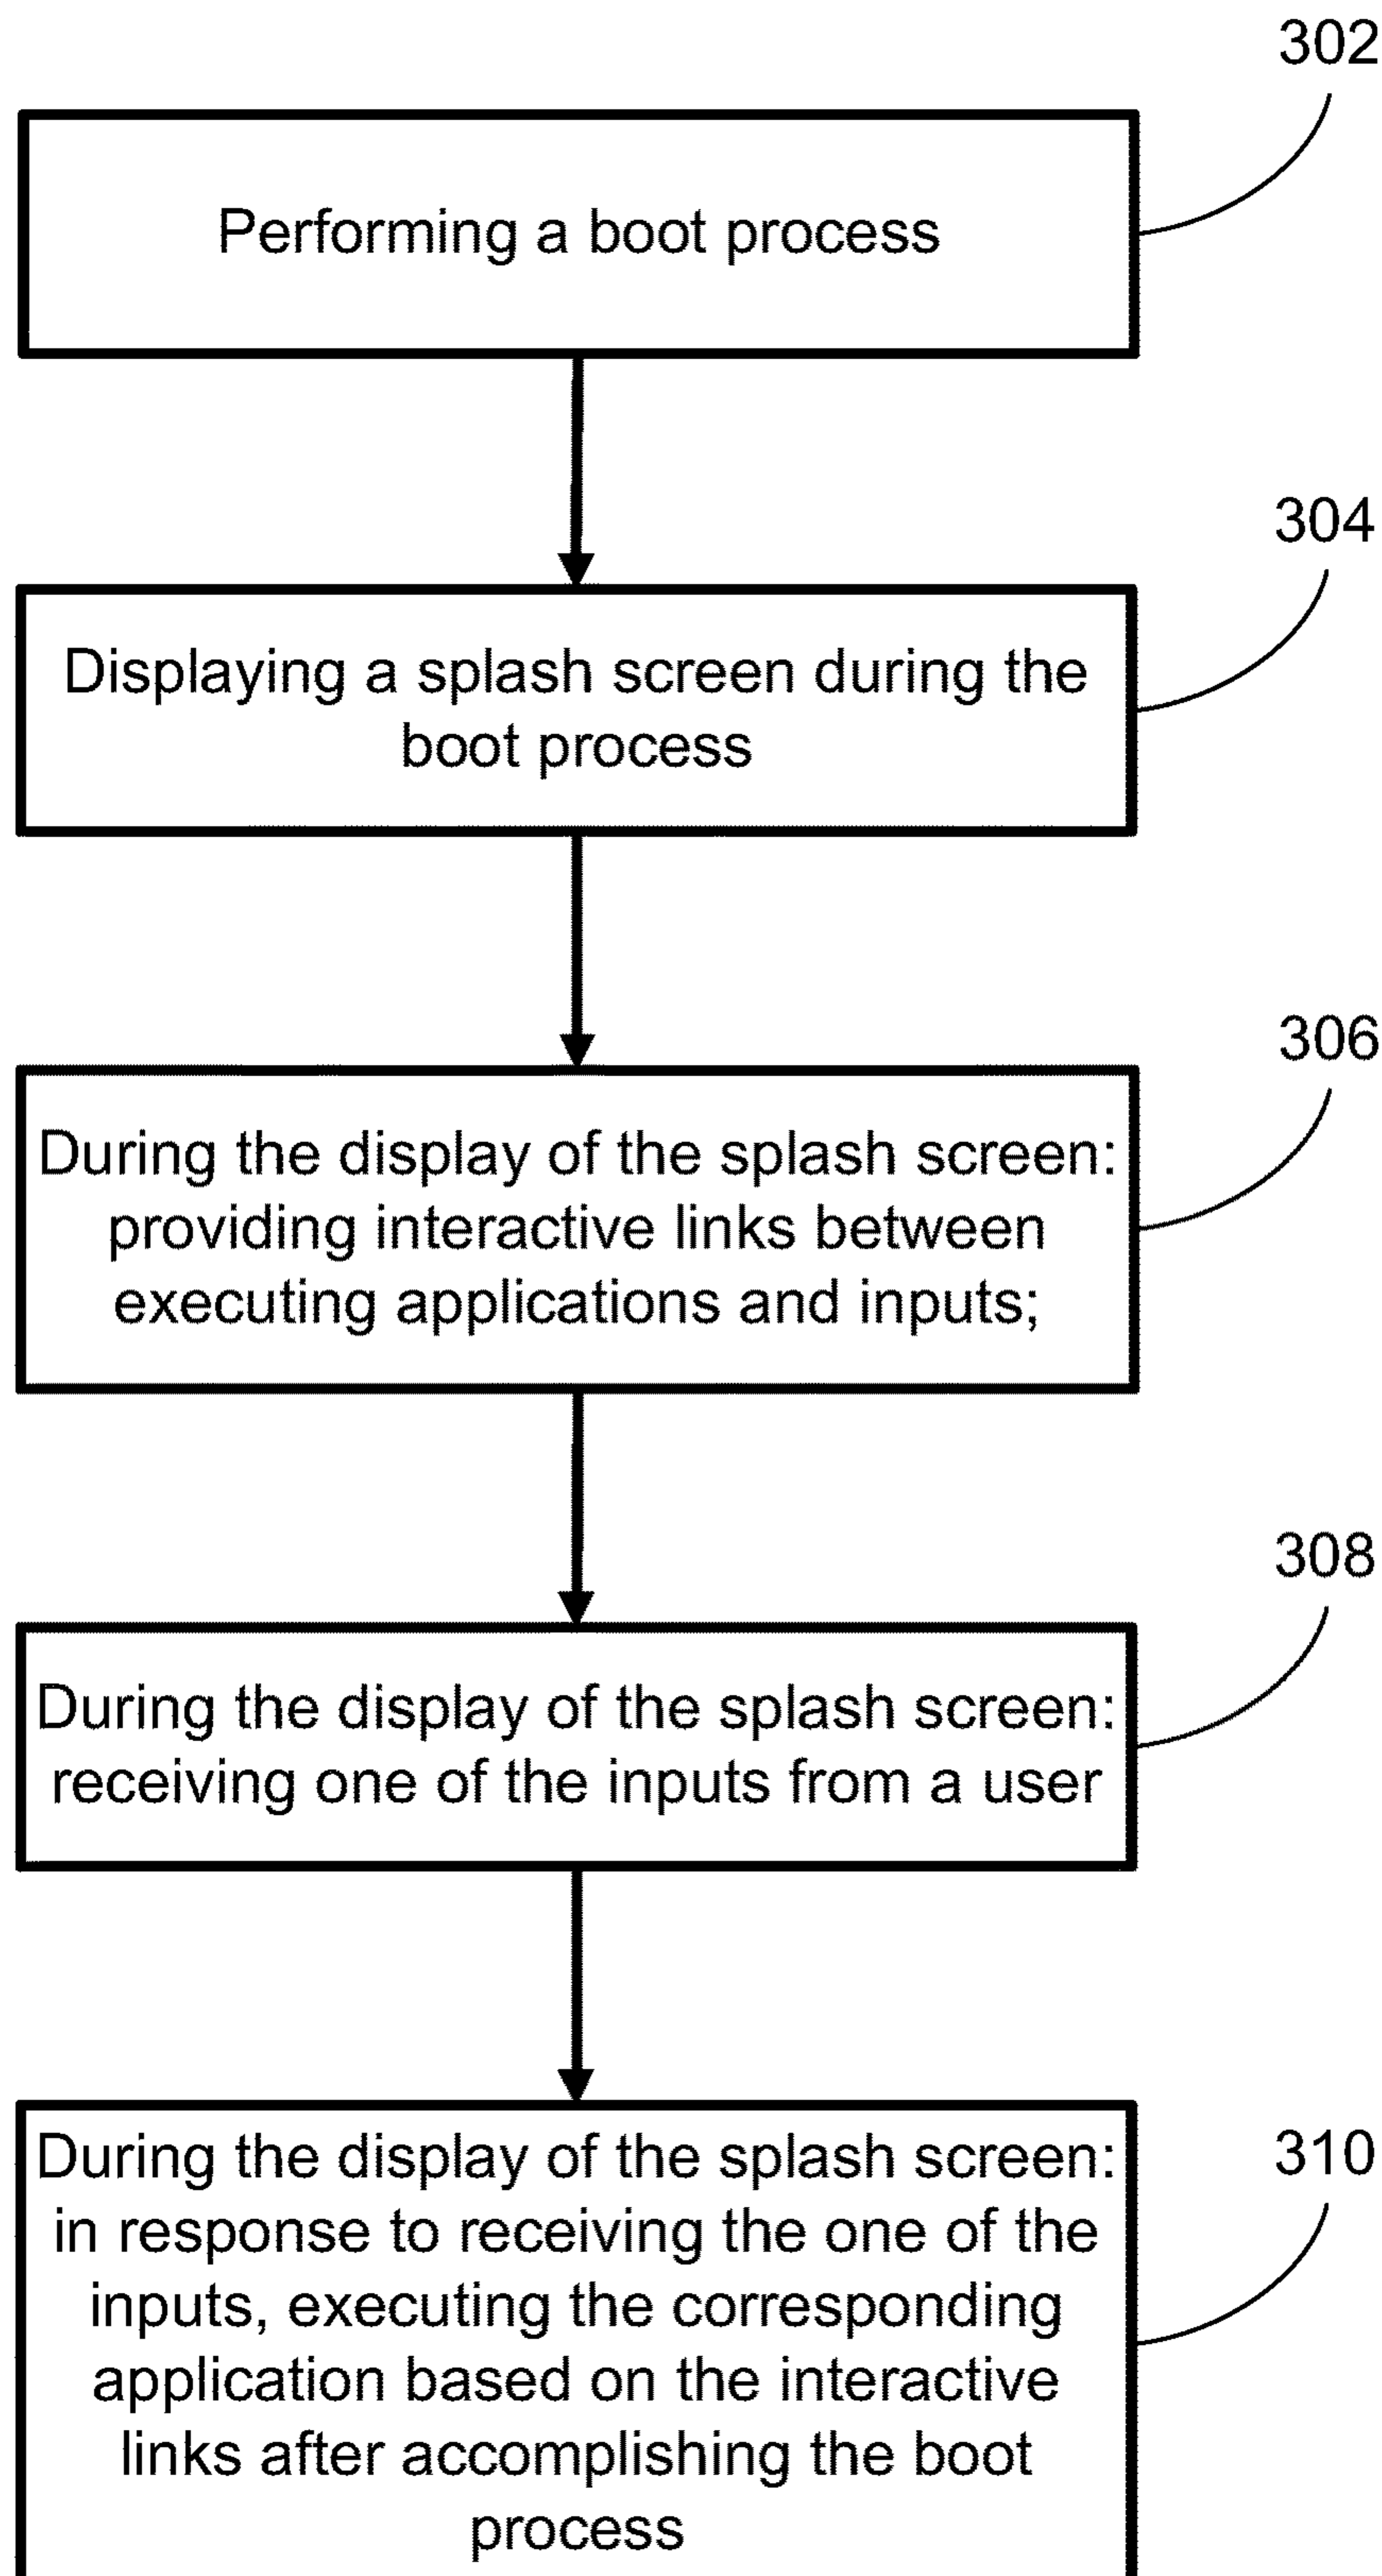 302
Performing a boot process
304
Displaying a splash screen during the
boot process
306
During the display of the splash screen:
providing interactive links between
executing applications and inputs;
308
During the display of the splash screen:
receiving one of the inputs from a user
310
During the display of the splash screen:
in response to receiving the one of the
inputs, executing the corresponding
application based on the interactive
links after accomplishing the boot
process